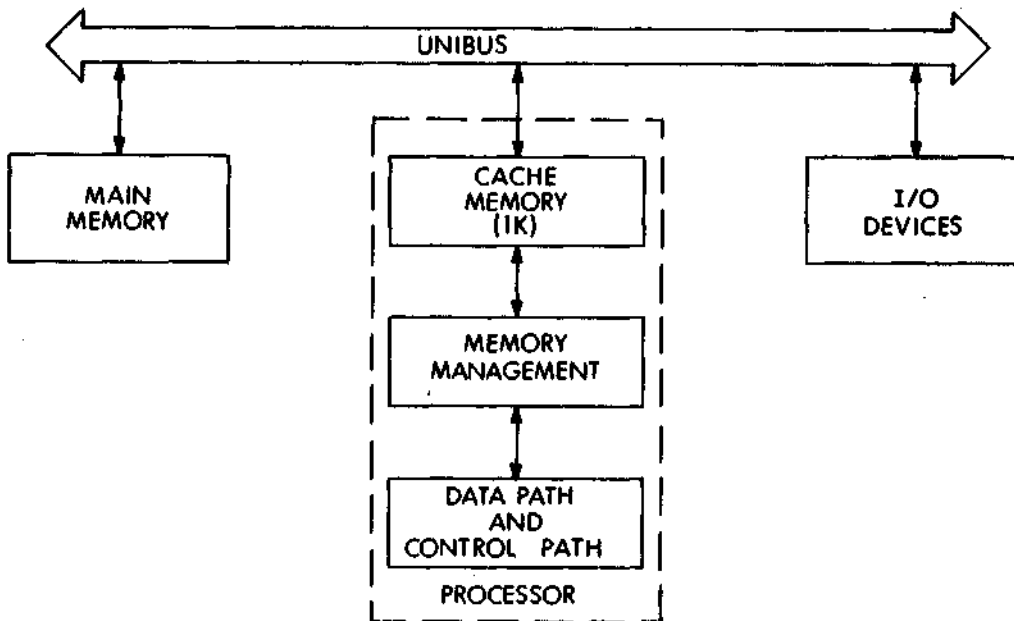 UNIBUS
MAIN
MEMORY
CACHE
MEMORY
(1K)
I/O
DEVICES
MEMORY
MANAGEMENT
DATA PATH
AND
CONTROL PATH
PROCESSOR